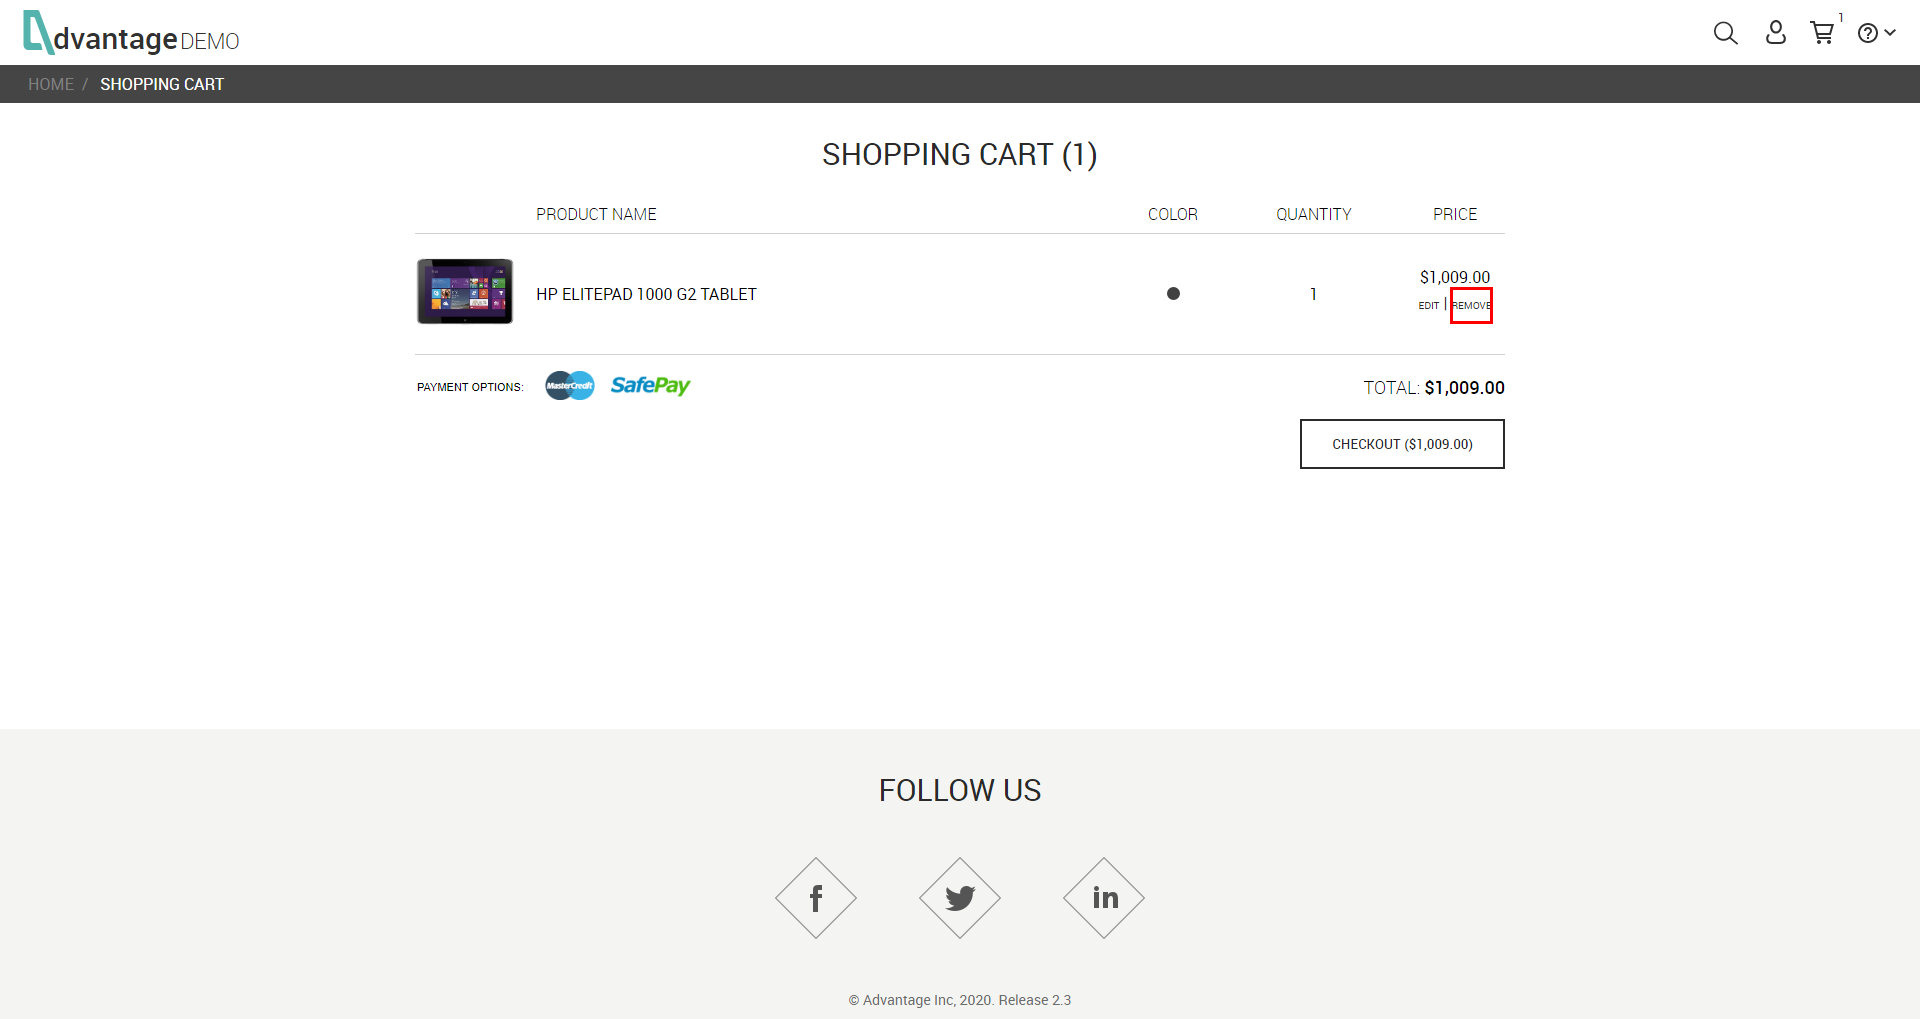 dvantage DEMO
1
HOME / SHOPPING CART
SHOPPING CART (1)
PRODUCT NAME COLOR QUANTITY PRICE
HP ELITEPAD 1000 G2 TABLET 1 $1,009.00
EDIT | REMOVE
PAYMENT OPTIONS: MasterCredit SafePay TOTAL: $1,009.00
CHECKOUT ($1,009.00)
FOLLOW US
f in
© Advantage Inc, 2020. Release 2.3